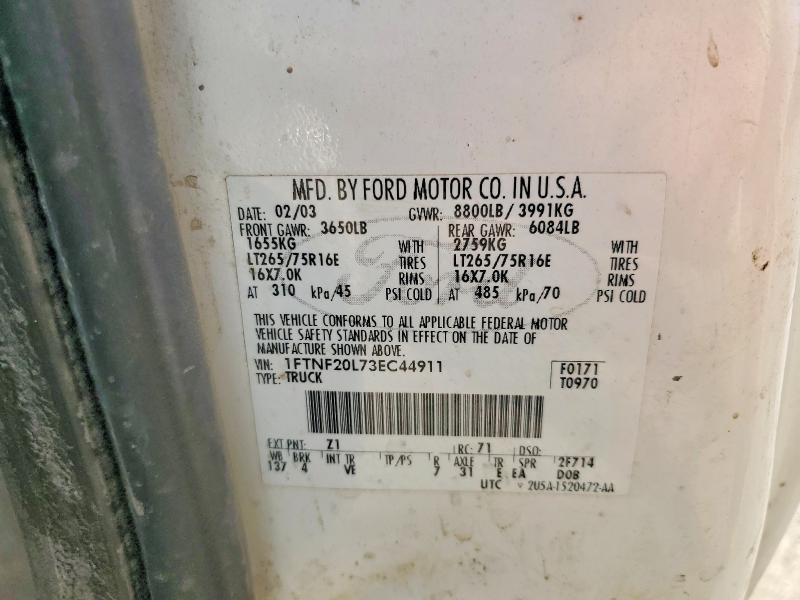 MFD. BY FORD MOTOR CO. IN U.S.A.
DATE: 02/03 GVWR: 8800LB / 3991KG
FRONT GAWR: 3650LB REAR GAWR: 6084LB
1655KG WITH 2759KG WITH
LT265/75R16E TIRES LT265/75R16E TIRES
16X7.0K RIMS 16X7.0K RIMS
AT 310 kPa/45 PSI COLD AT 485 kPa/70 PSI COLD
Ford
THIS VEHICLE CONFORMS TO ALL APPLICABLE FEDERAL MOTOR
VEHICLE SAFETY STANDARDS IN EFFECT ON THE DATE OF
MANUFACTURE SHOWN ABOVE.
VIN: 1FTNF20L73EC44911 F0171
TYPE: TRUCK T0970
EXT PNT: Z1 RC: 71 DSO:
WB BRK INT TR TP/PS R AXLE TR SPR 2F714
137 4 VE 7 31 E EA DOB
UTC 2U5A-1520472-AA